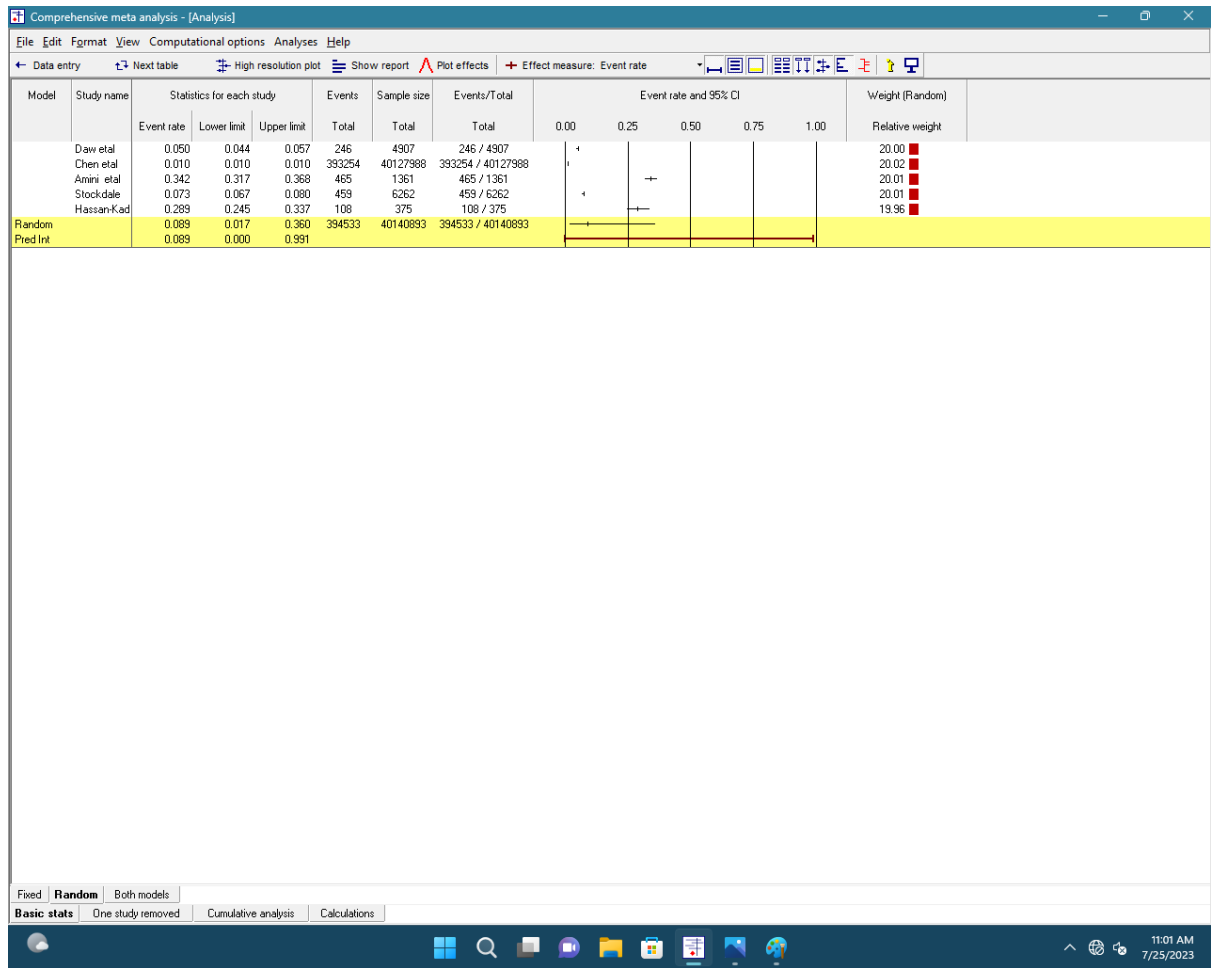 Comprehensive meta analysis - [Analysis]
File Edit Format View Computational options Analyses Help
Data entry Next table High resolution plot Show report Plot effects Effect measure: Event rate
Model Study name Statistics for each study Events Sample size Events/Total Event rate and 95% CI Weight (Random)
Event rate Lower limit Upper limit Total Total Total 0.00 0.25 0.50 0.75 1.00 Relative weight
Daw etal 0.050 0.044 0.057 246 4907 246 / 4907 20.00
Chen etal 0.010 0.010 0.010 393254 40127988 393254 / 40127988 20.02
Amini etal 0.342 0.317 0.368 465 1361 465 / 1361 20.01
Stockdale 0.073 0.067 0.080 459 6262 459 / 6262 20.01
Hassan-Kad 0.289 0.245 0.337 108 375 108 / 375 19.96
Random 0.089 0.017 0.360 394533 40140893 394533 / 40140893
Pred Int 0.089 0.000 0.991
Fixed Random Both models
Basic stats One study removed Cumulative analysis Calculations
11:01 AM
7/25/2023